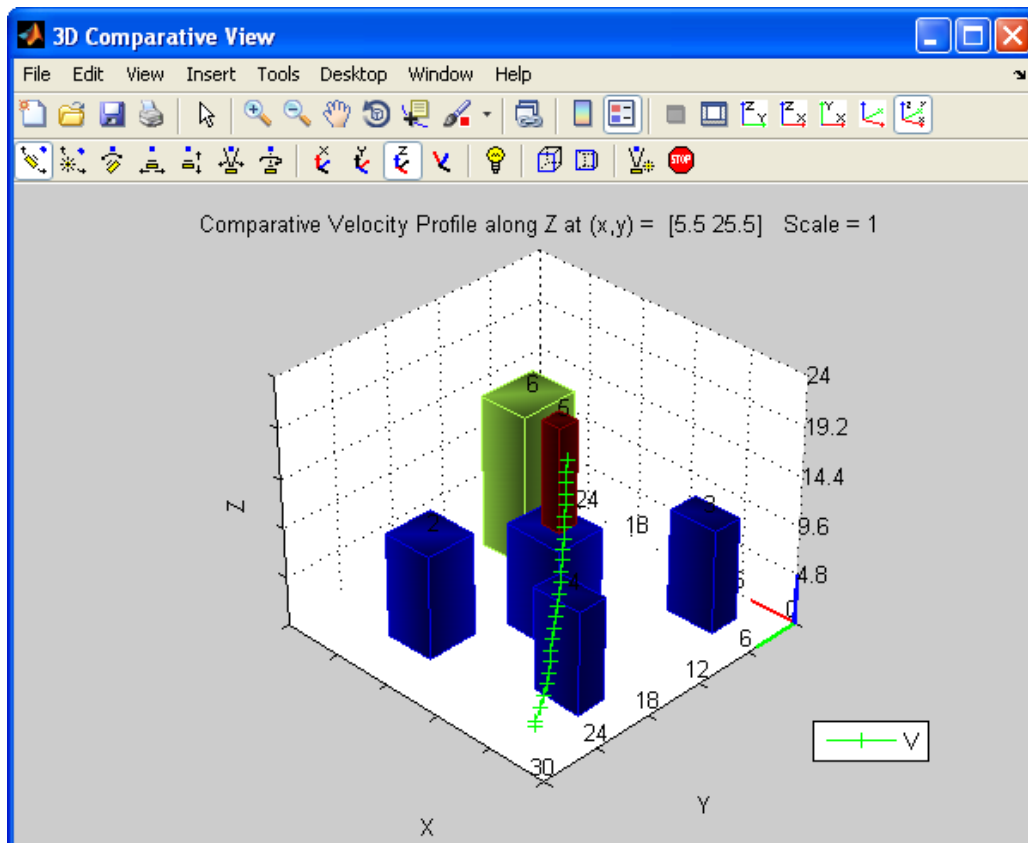 3D Comparative View
File Edit View Insert Tools Desktop Window Help
Z Y Z X Y X Z Y X
X Y Z
STOP
Comparative Velocity Profile along Z at (x,y) = [5.5 25.5] Scale = 1
24
6
5
19.2
14.4
24
3
2
18
9.6
Z
4
4.8
0
6
12
18
24
V
30
Y
X